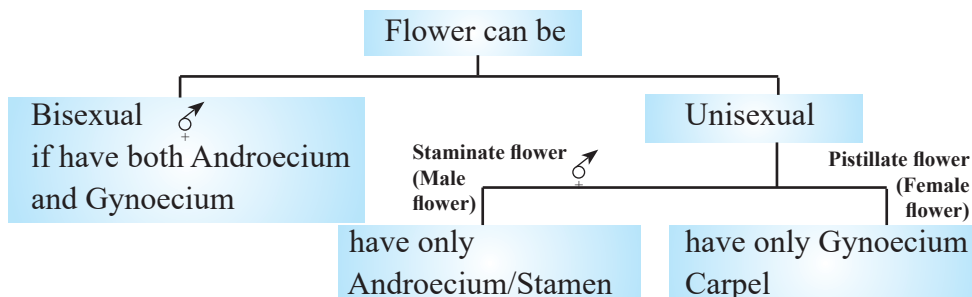 Flower can be
Bisexual ⚥
if have both Androecium
and Gynoecium
Unisexual
Staminate flower ⚥
(Male
flower)
Pistillate flower
(Female
flower)
have only
Androecium/Stamen
have only Gynoecium
Carpel